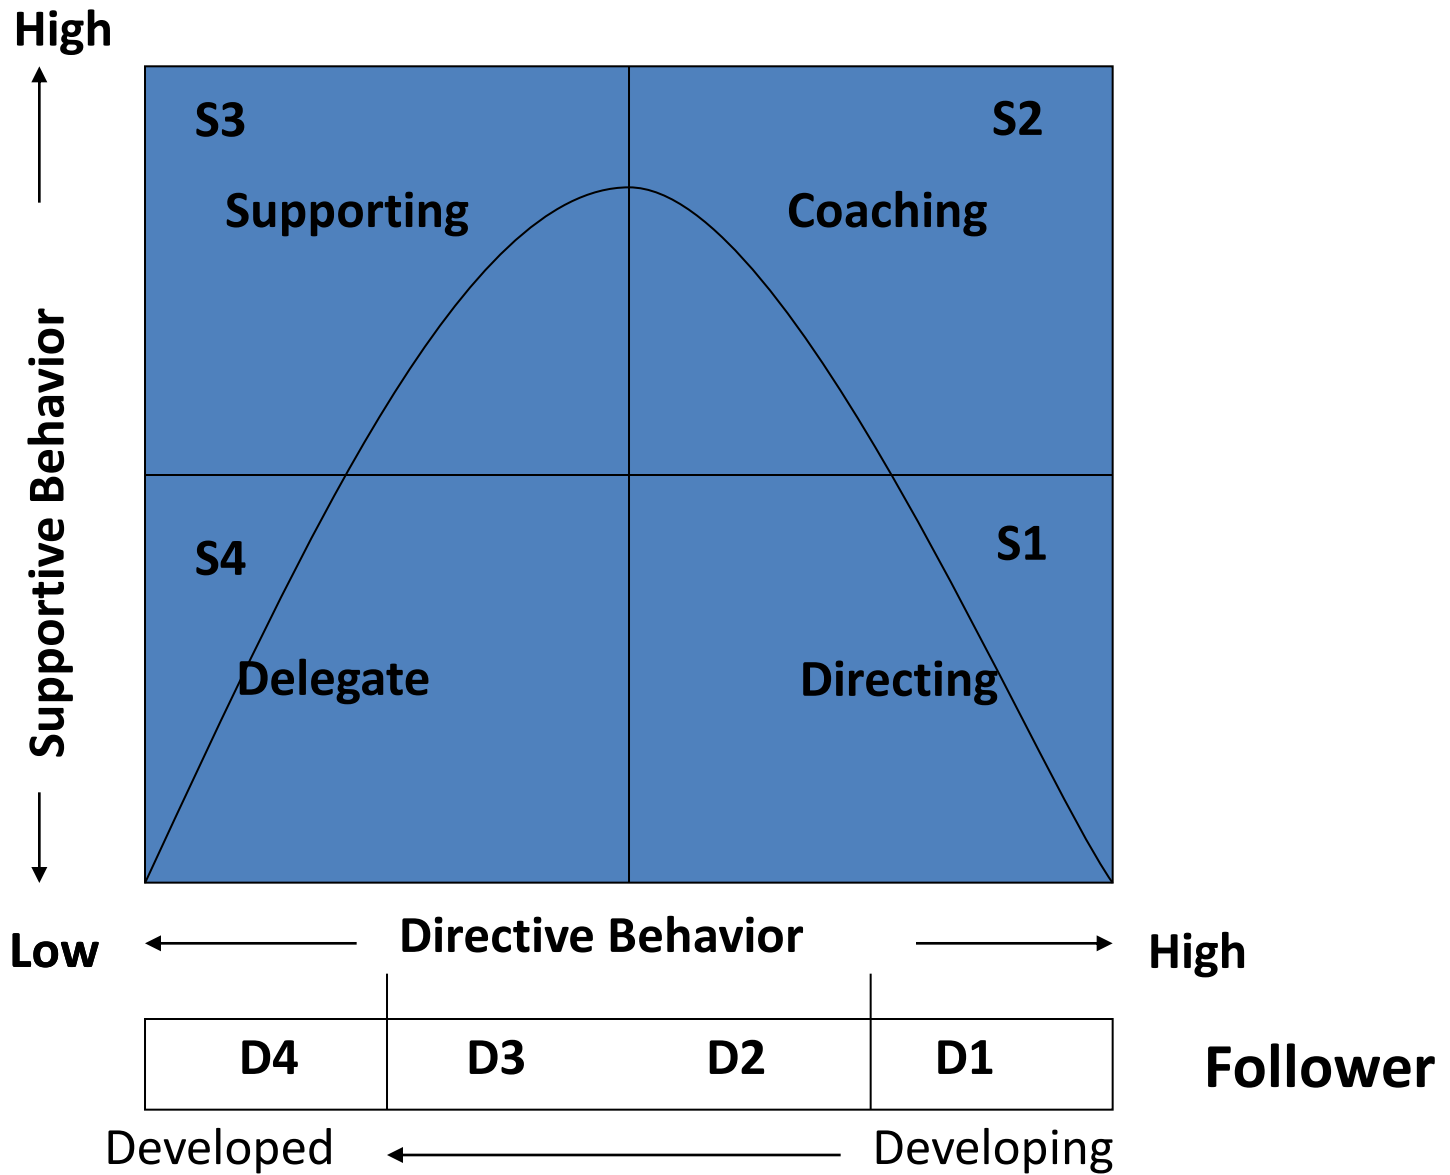 High
S3
S2
Supporting
Coaching
Supportive Behavior
S4
S1
Delegate
Directing
Directive Behavior
Low
High
D4
D3
D2
D1
Follower
Developed
Developing